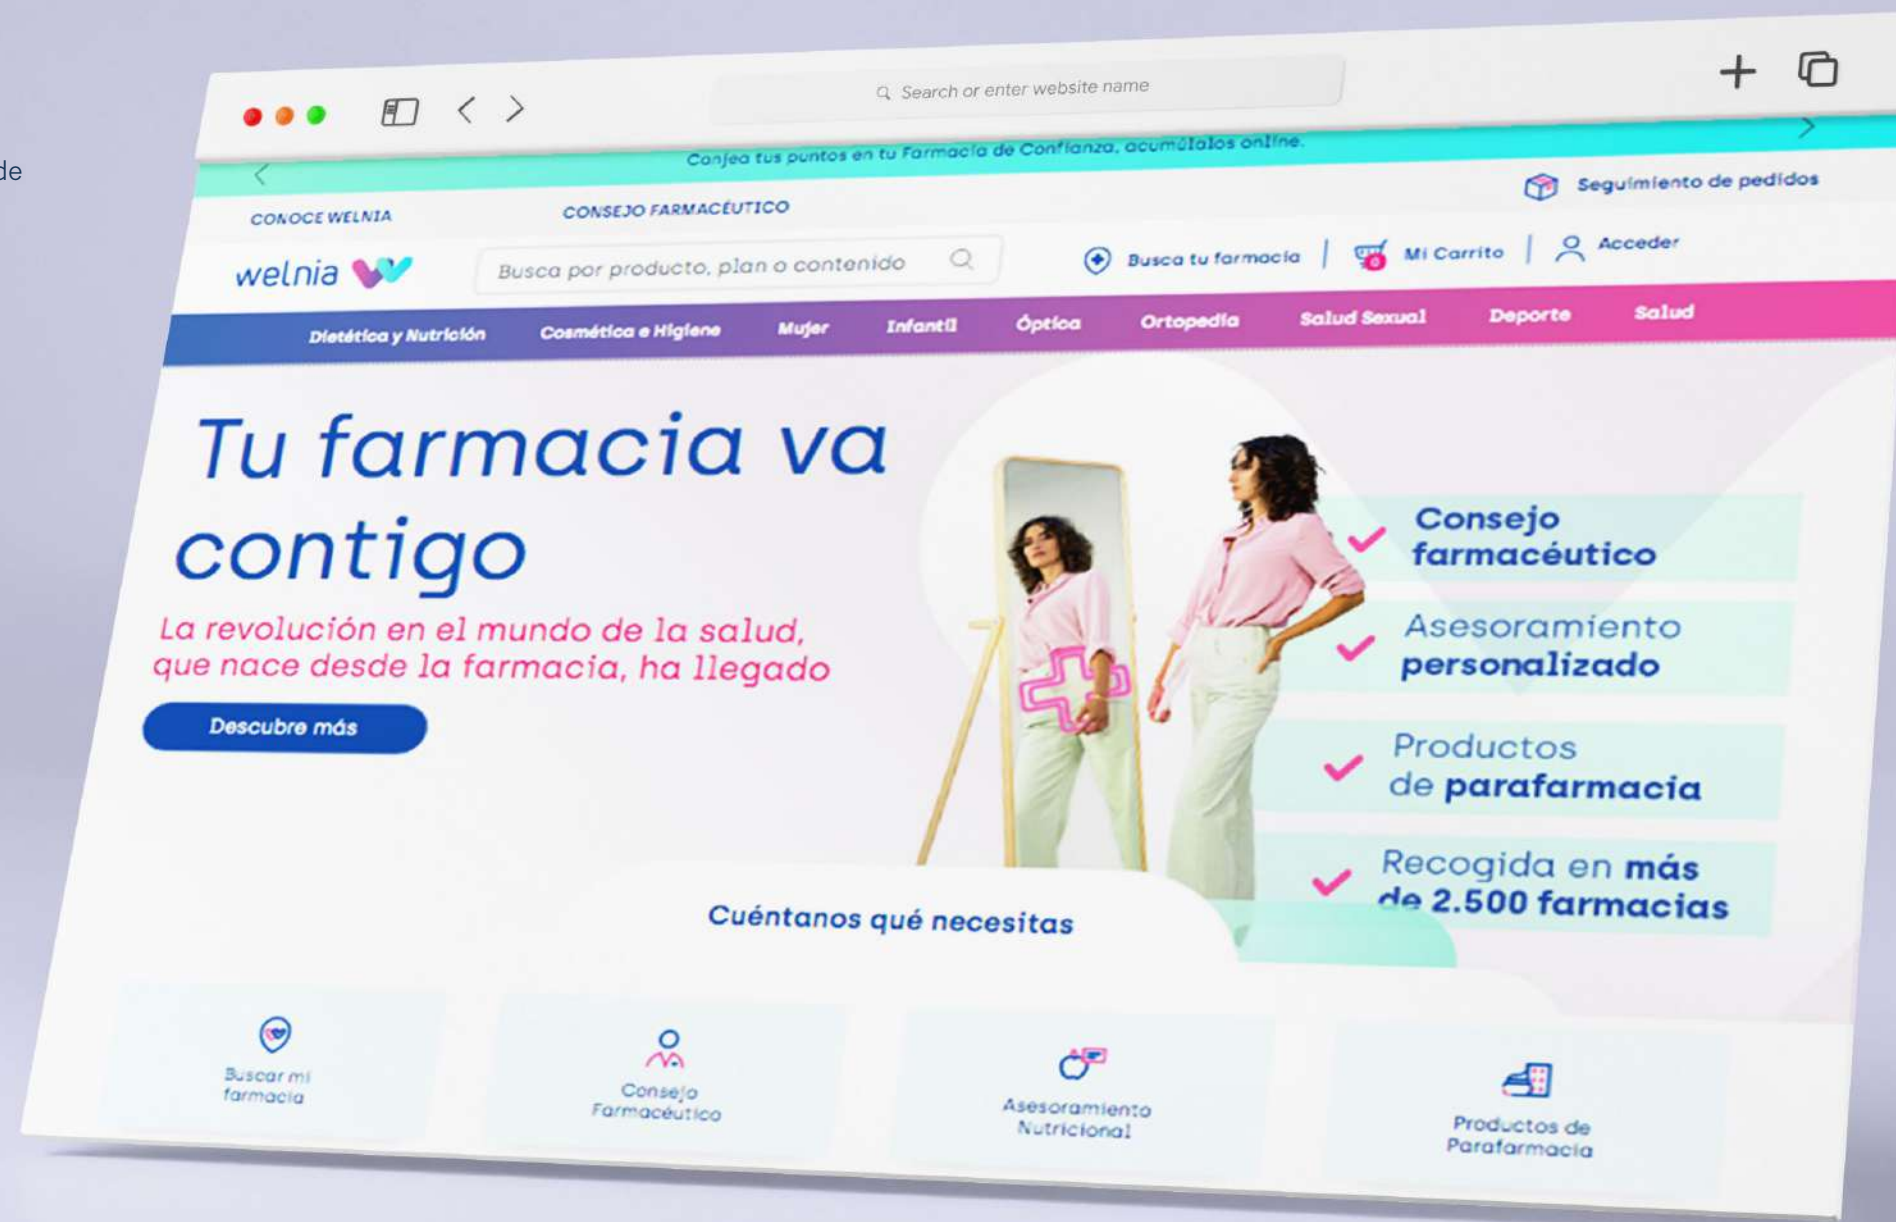 de
Search or enter website name
Canjea tus puntos en tu Farmacia de Confianza, acumúlalos online.
Seguimiento de pedidos
CONOCE WELNIA
CONSEJO FARMACÉUTICO
welnia
Busca por producto, plan o contenido
Busca tu farmacia
0
Mi Carrito
Acceder
Dietética y Nutrición
Cosmética e Higiene
Mujer
Infantil
Óptica
Ortopedia
Salud Sexual
Deporte
Salud
Tu farmacia va
contigo
La revolución en el mundo de la salud,
que nace desde la farmacia, ha llegado
Descubre más
Consejo
farmacéutico
Asesoramiento
personalizado
Productos
de parafarmacia
Recogida en más
de 2.500 farmacias
Cuéntanos qué necesitas
Buscar mi
farmacia
Consejo
Farmacéutico
Asesoramiento
Nutricional
Productos de
Parafarmacia